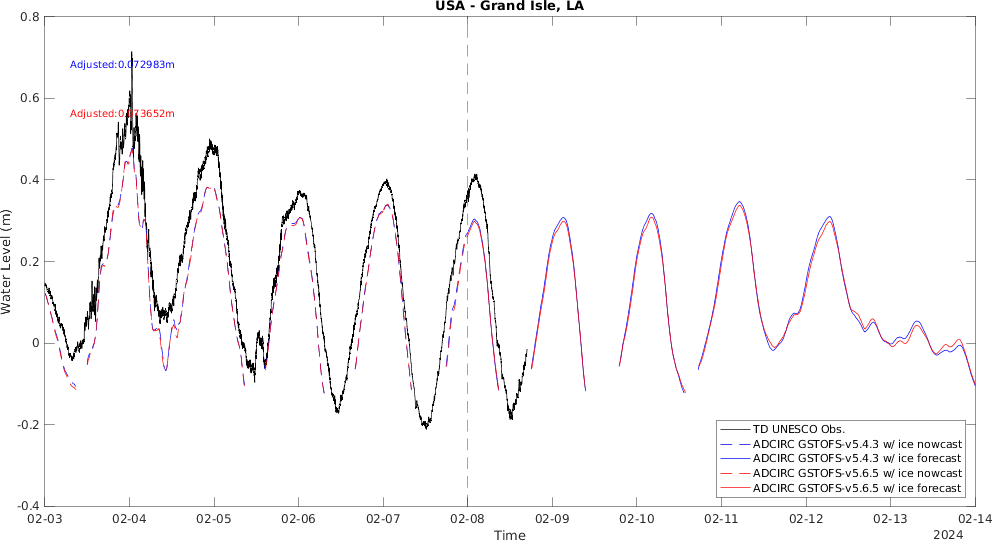 USA - Grand Isle, LA
0.8
0.6
0.4
0.2
0
-0.2
-0.4
Water Level (m)
Adjusted:0.072983m
Adjusted:0.073652m
TD UNESCO Obs.
ADCIRC GSTOFS-v5.4.3 w/ ice nowcast
ADCIRC GSTOFS-v5.4.3 w/ ice forecast
ADCIRC GSTOFS-v5.6.5 w/ ice nowcast
ADCIRC GSTOFS-v5.6.5 w/ ice forecast
02-03 02-04 02-05 02-06 02-07 02-08 02-09 02-10 02-11 02-12 02-13 02-14
Time
2024